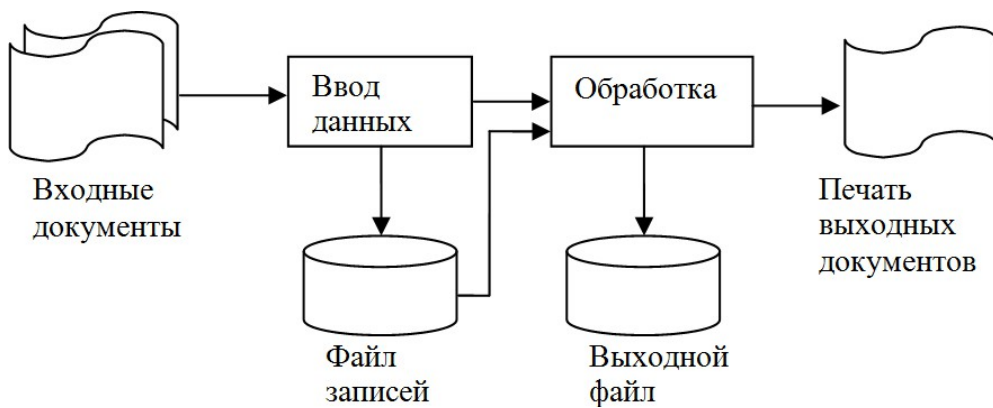 Ввод
данных
Обработка
Входные
документы
Печать
выходных
документов
Файл
записей
Выходной
файл